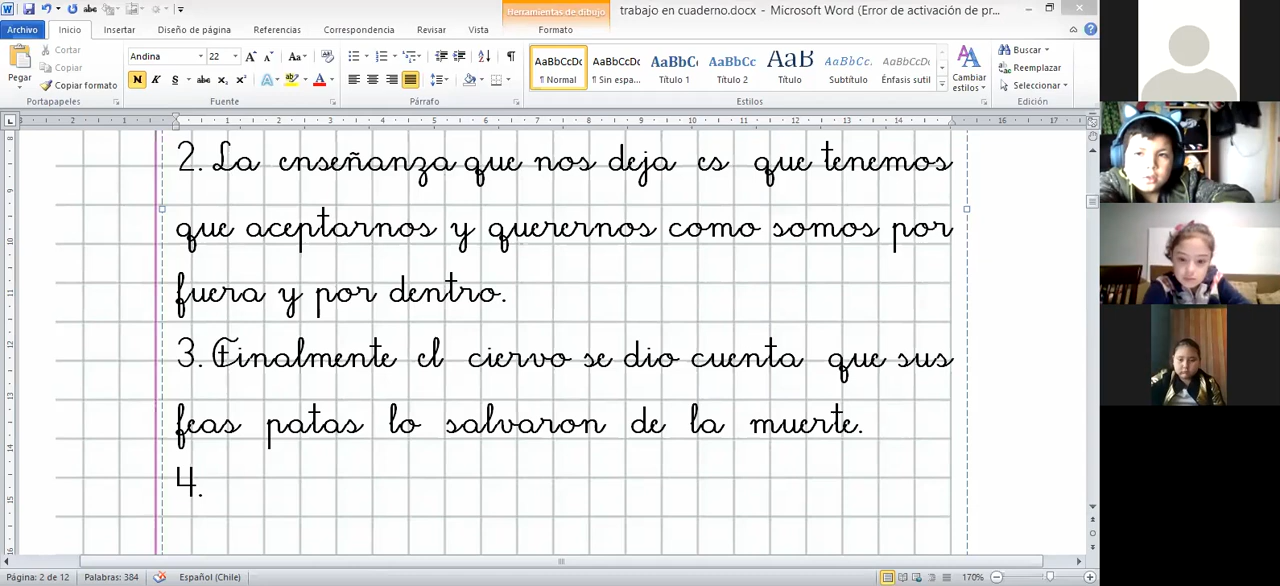 Herramientas de dibujo
trabajo en cuaderno.docx - Microsoft Word (Error de activación de pr...
Archivo Inicio Insertar Diseño de página Referencias Correspondencia Revisar Vista Formato
Cortar
Copiar
Copiar formato
Pegar
Portapapeles
Andina 22
Fuente
Párrafo
AaBbCcDc AaBbCcDc AaBbC AaBbCc AaB AaBbCc. AaBbCcDc
¶ Normal ¶ Sin espa... Título 1 Título 2 Título Subtítulo Énfasis sutil
Cambiar estilos
Estilos
Buscar
Reemplazar
Seleccionar
Edición
2. La enseñanza que nos deja es que tenemos
que aceptarnos y querernos como somos por
fuera y por dentro.
3. Finalmente el ciervo se dio cuenta que sus
feas patas lo salvaron de la muerte.
4.
Página: 2 de 12 Palabras: 384 Español (Chile) 170%